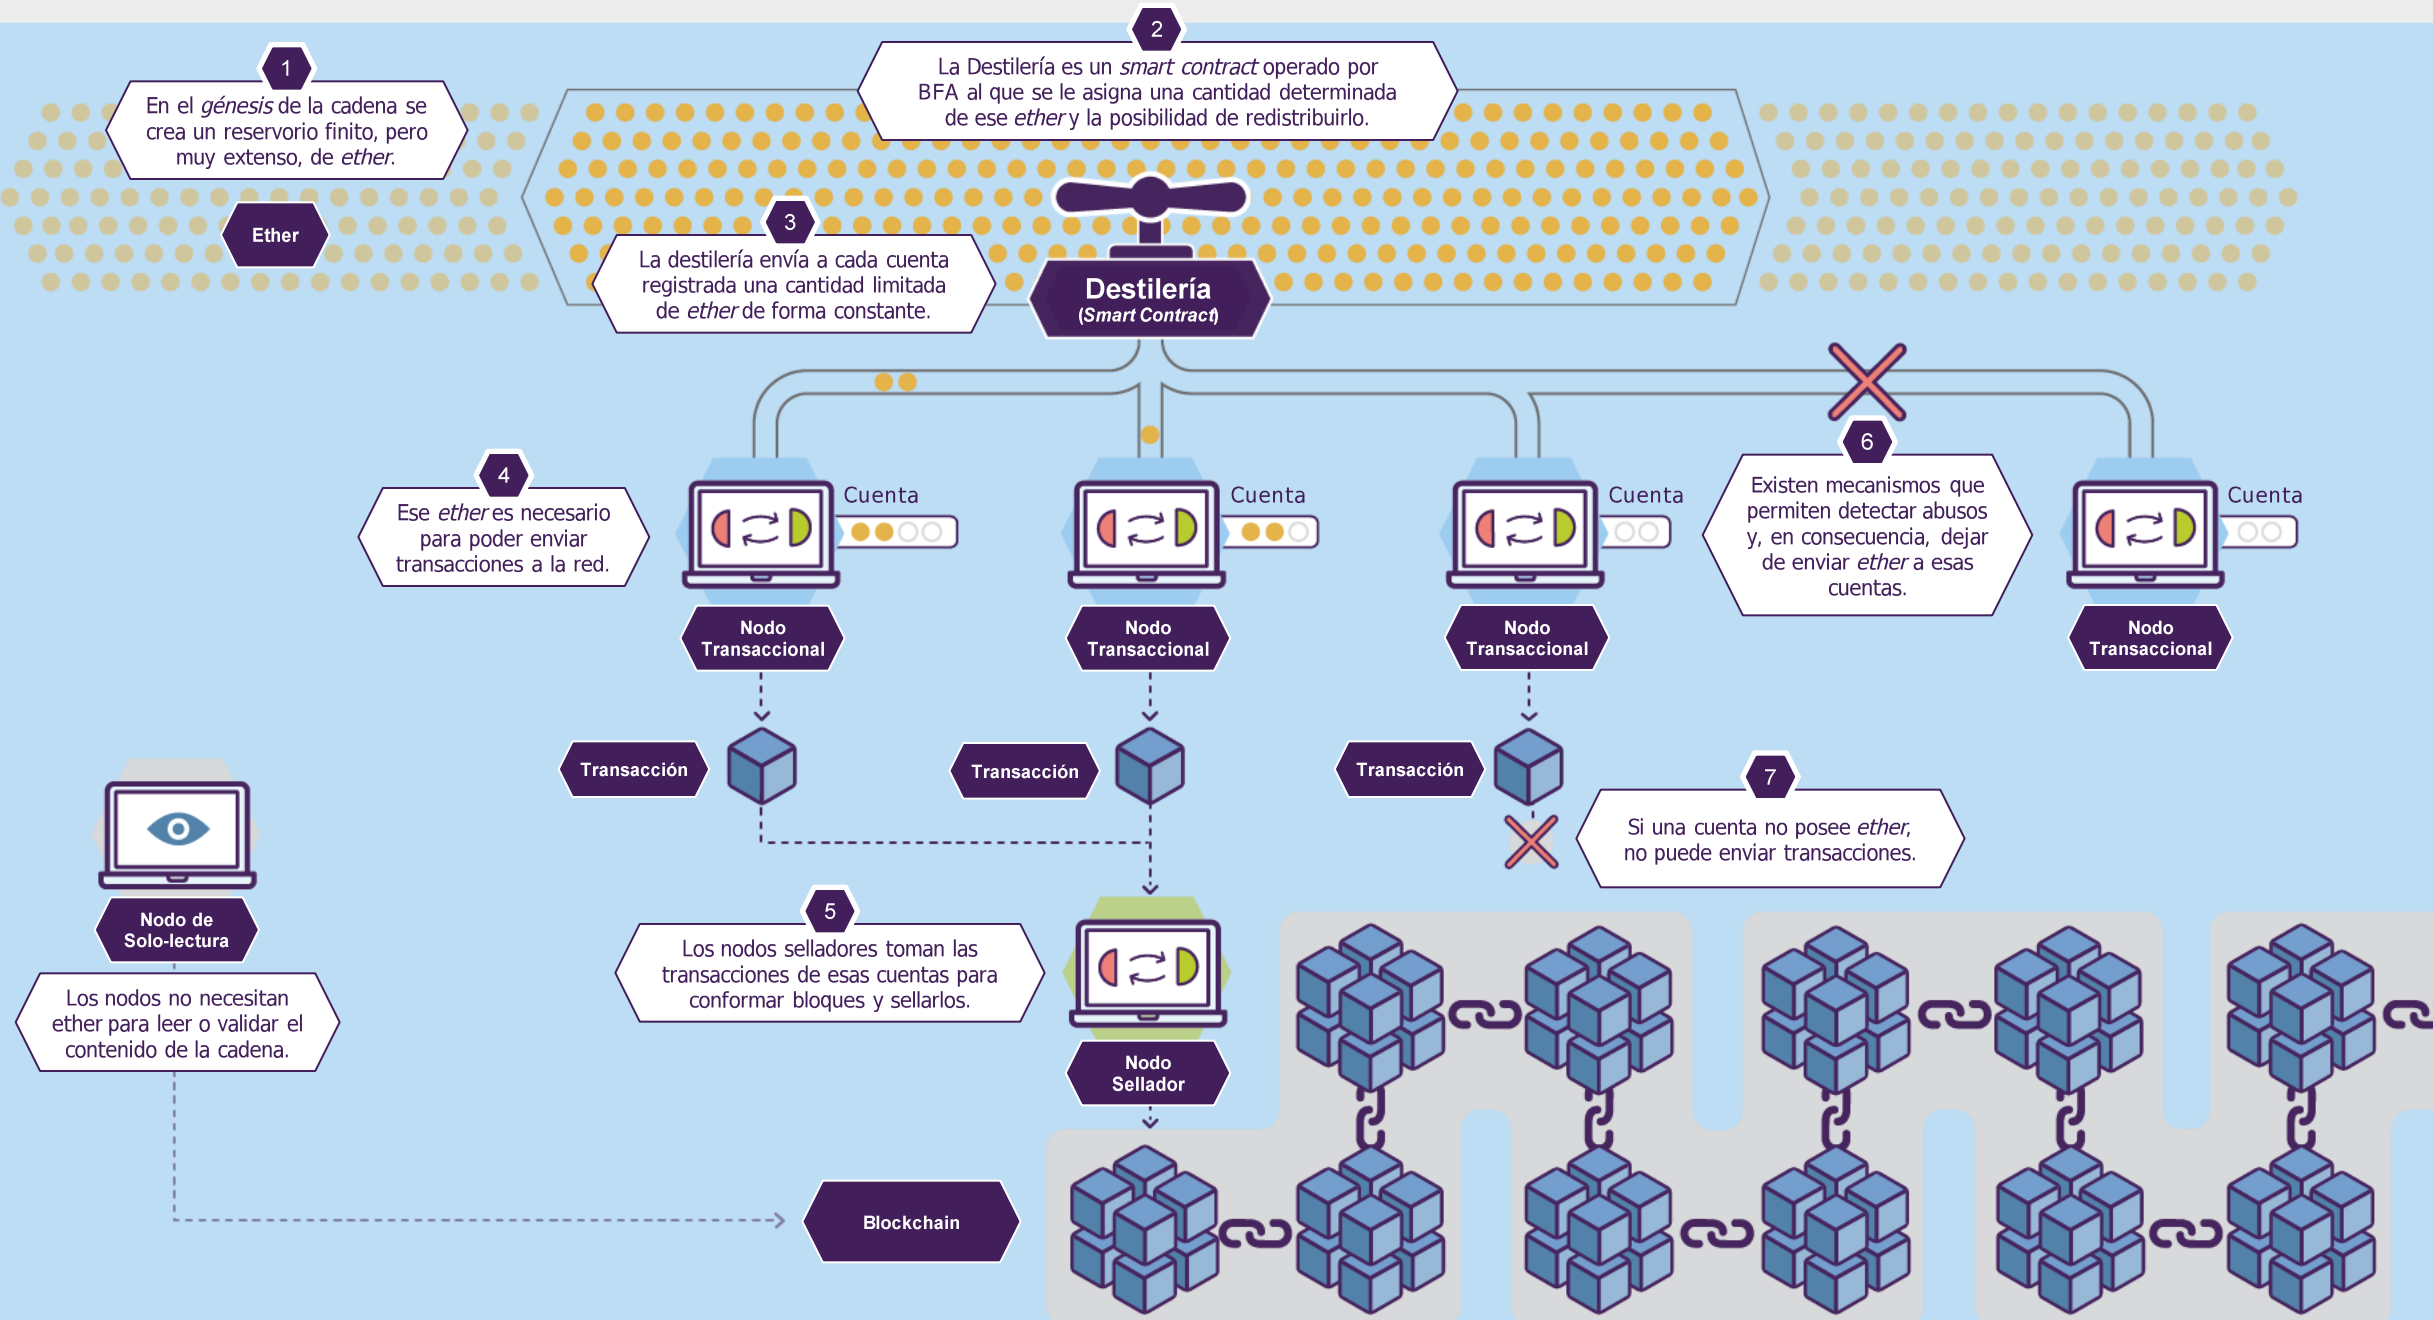 1
En el génesis de la cadena se
crea un reservorio finito, pero
muy extenso, de ether.
Ether
2
La Destilería es un smart contract operado por
BFA al que se le asigna una cantidad determinada
de ese ether y la posibilidad de redistribuirlo.
3
La destilería envía a cada cuenta
registrada una cantidad limitada
de ether de forma constante.
Destilería
(Smart Contract)
4
Ese ether es necesario
para poder enviar
transacciones a la red.
Cuenta
Nodo
Transaccional
Cuenta
Nodo
Transaccional
Cuenta
Nodo
Transaccional
6
Existen mecanismos que
permiten detectar abusos
y, en consecuencia, dejar
de enviar ether a esas
cuentas.
Cuenta
Nodo
Transaccional
Transacción
Transacción
Transacción
7
Si una cuenta no posee ether,
no puede enviar transacciones.
Nodo de
Solo-lectura
Los nodos no necesitan
ether para leer o validar el
contenido de la cadena.
5
Los nodos selladores toman las
transacciones de esas cuentas para
conformar bloques y sellarlos.
Nodo
Sellador
Blockchain